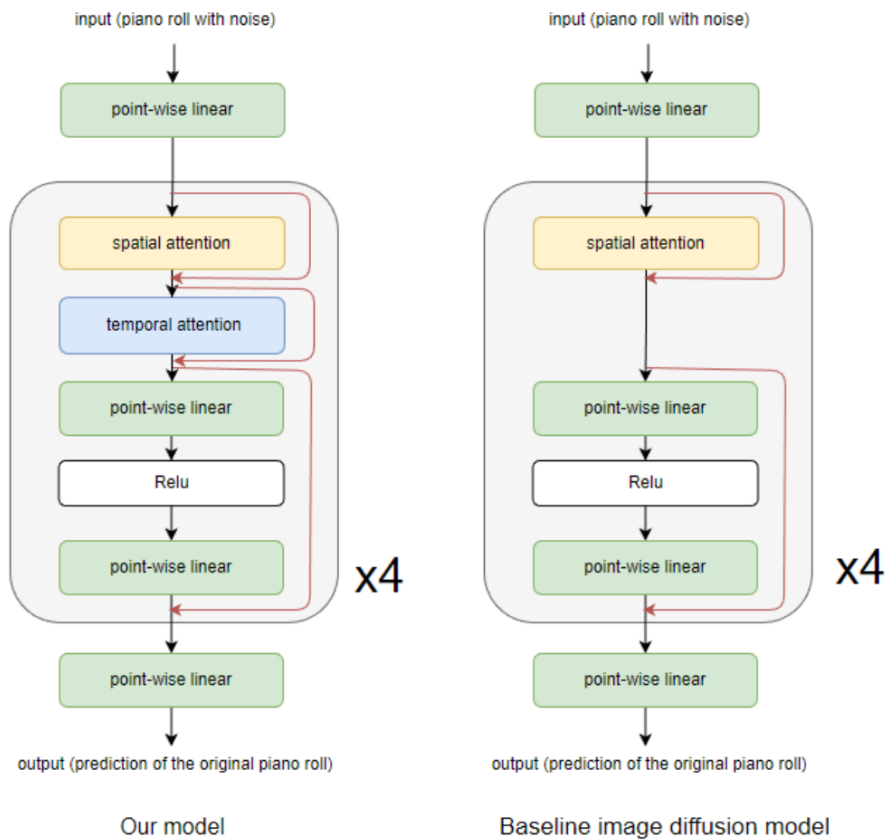 input (piano roll with noise)
point-wise linear
spatial attention
temporal attention
point-wise linear
Relu
point-wise linear
x4
point-wise linear
output (prediction of the original piano roll)
Our model
input (piano roll with noise)
point-wise linear
spatial attention
point-wise linear
Relu
point-wise linear
x4
point-wise linear
output (prediction of the original piano roll)
Baseline image diffusion model